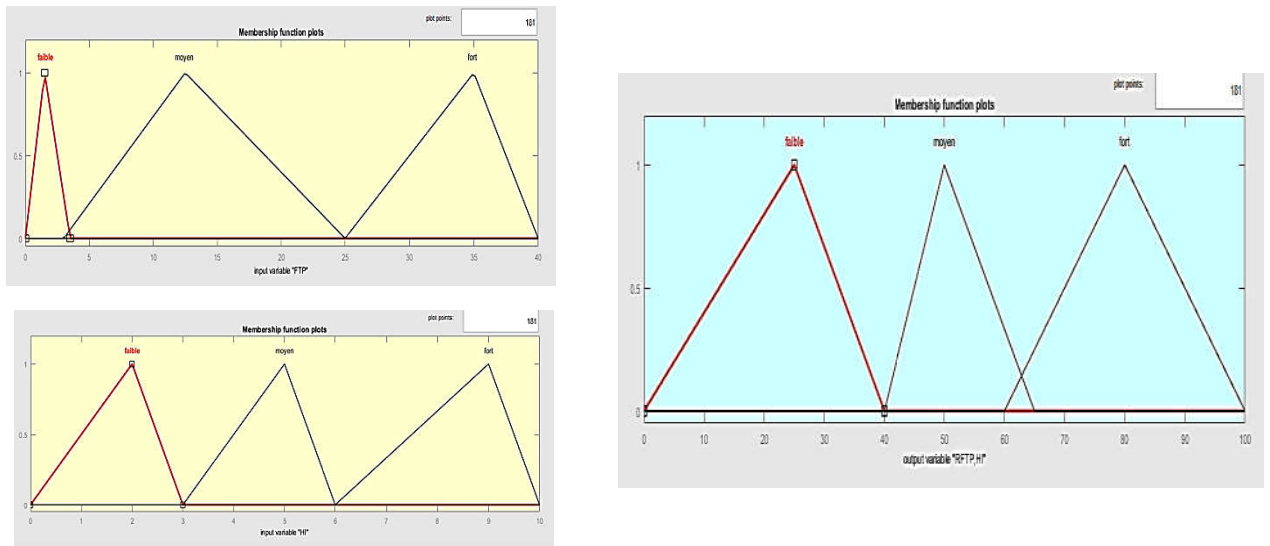 plot points: 181
Membership function plots
faible moyen fort
1
0.5
0
0 5 10 15 20 25 30 35 40
input variable "FTP"
plot points: 181
Membership function plots
faible moyen fort
1
0.5
0
0 1 2 3 4 5 6 7 8 9 10
input variable "HI"
plot points: 181
Membership function plots
faible moyen fort
1
0.5
0
0 10 20 30 40 50 60 70 80 90 100
output variable "RFTP,HI"